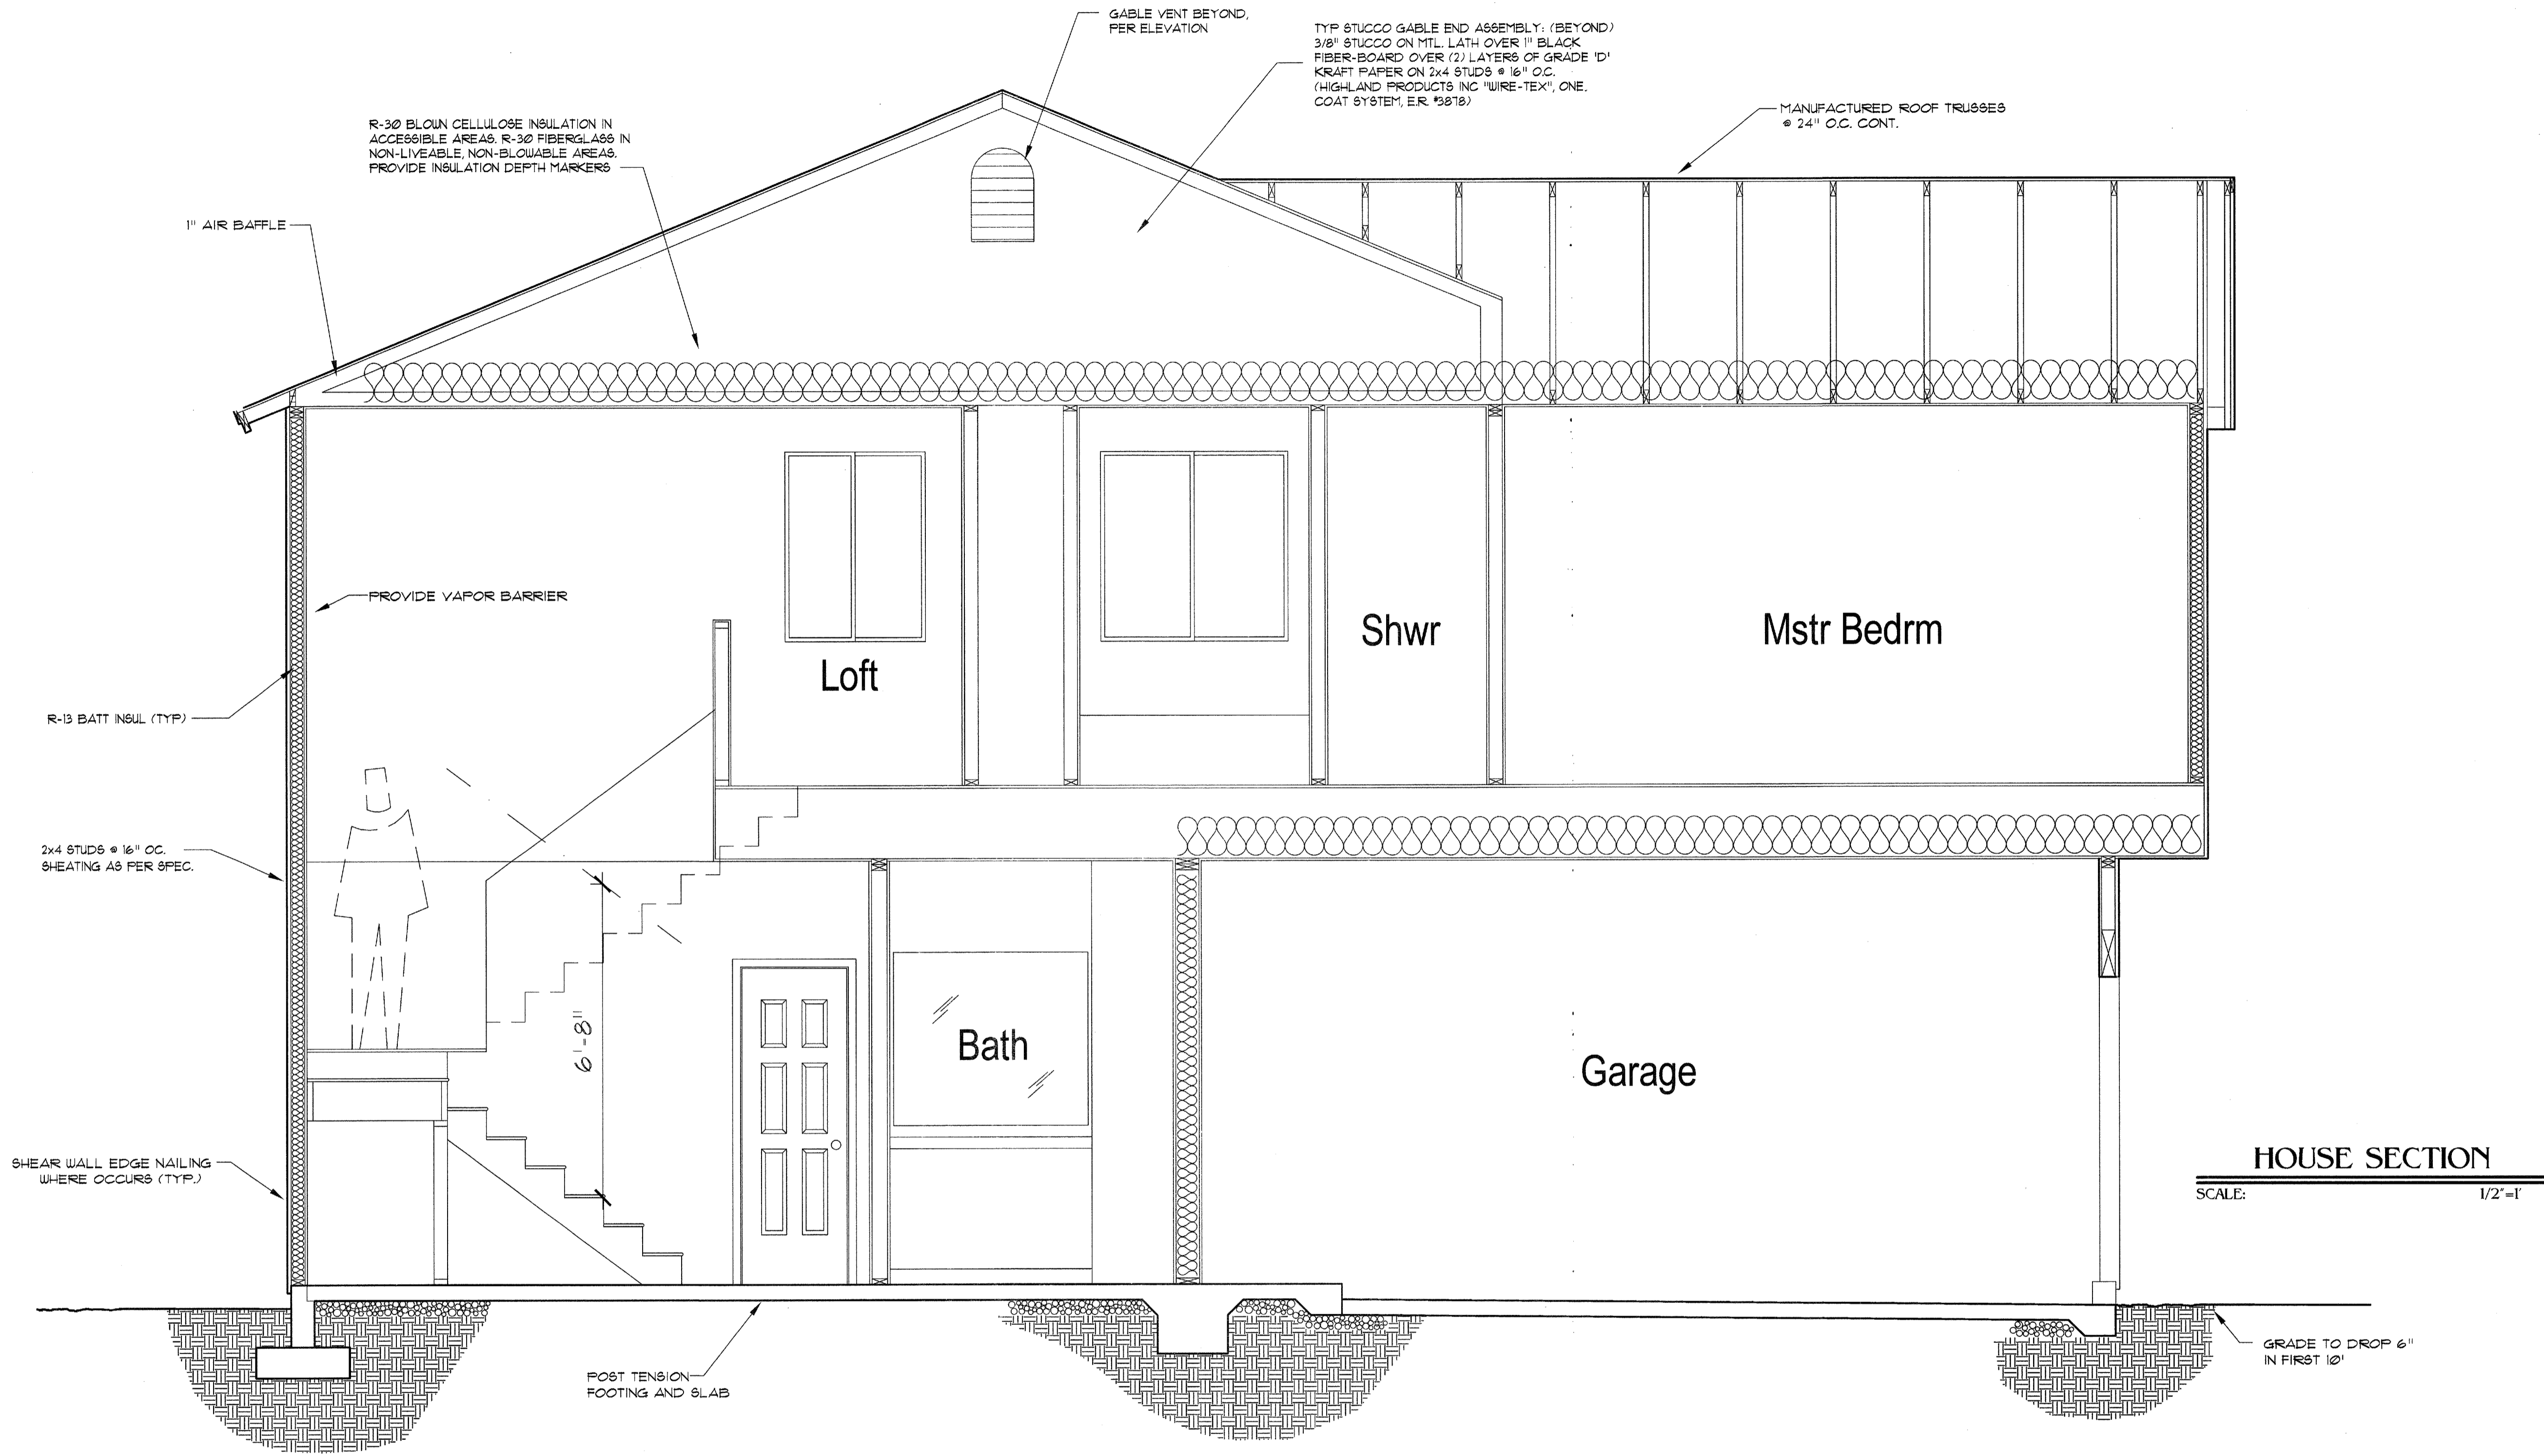 GABLE VENT BEYOND,
PER ELEVATION
TYP STUCCO GABLE END ASSEMBLY: (BEYOND)
3/8" STUCCO ON MTL. LATH OVER 1" BLACK
FIBER-BOARD OVER (2) LAYERS OF GRADE 'D'
KRAFT PAPER ON 2x4 STUDS @ 16" O.C.
(HIGHLAND PRODUCTS INC "WIRE-TEX", ONE.
COAT SYSTEM, E.R. #3878)
MANUFACTURED ROOF TRUSSES
@ 24" O.C. CONT.
R-30 BLOWN CELLULOSE INSULATION IN
ACCESSIBLE AREAS. R-30 FIBERGLASS IN
NON-LIVEABLE, NON-BLOWABLE AREAS.
PROVIDE INSULATION DEPTH MARKERS
1" AIR BAFFLE
PROVIDE VAPOR BARRIER
Loft
Shwr
Mstr Bedrm
R-13 BATT INSUL (TYP)
2x4 STUDS @ 16" OC.
SHEATING AS PER SPEC.
6'-8"
Bath
Garage
SHEAR WALL EDGE NAILING
WHERE OCCURS (TYP.)
HOUSE SECTION
SCALE: 1/2"=1'
GRADE TO DROP 6"
IN FIRST 10'
POST TENSION
FOOTING AND SLAB